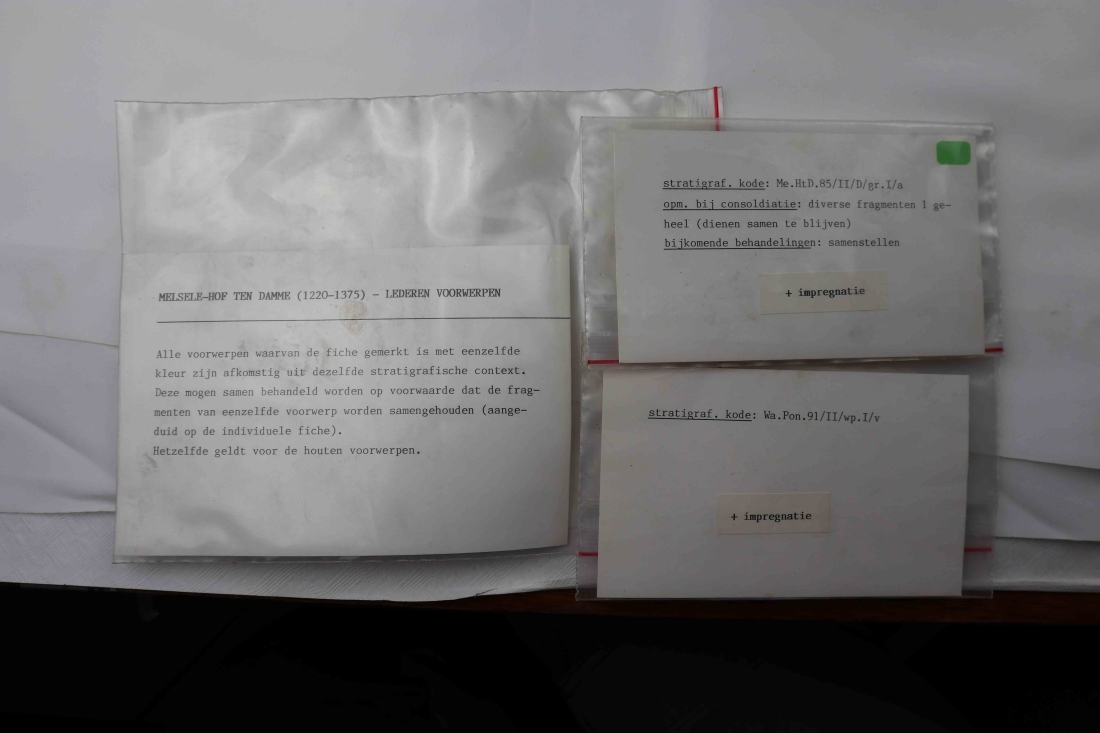 MELSELE-HOF TEN DAMME (1220-1375) - LEDEREN VOORWERPEN
Alle voorwerpen waarvan de fiche gemerkt is met eenzelfde
kleur zijn afkomstig uit dezelfde stratigrafische context.
Deze mogen samen behandeld worden op voorwaarde dat de frag-
menten van eenzelfde voorwerp worden samengehouden (aange-
duid op de individuele fiche).
Hetzelfde geldt voor de houten voorwerpen.
stratigraf. kode: Me.HtD.85/II/D/gr.I/a
opm. bij consoldiatie: diverse fragmenten 1 ge-
heel (dienen samen te blijven)
bijkomende behandelingen: samenstellen
+ impregnatie
stratigraf. kode: Wa.Pon.91/II/wp.I/v
+ impregnatie